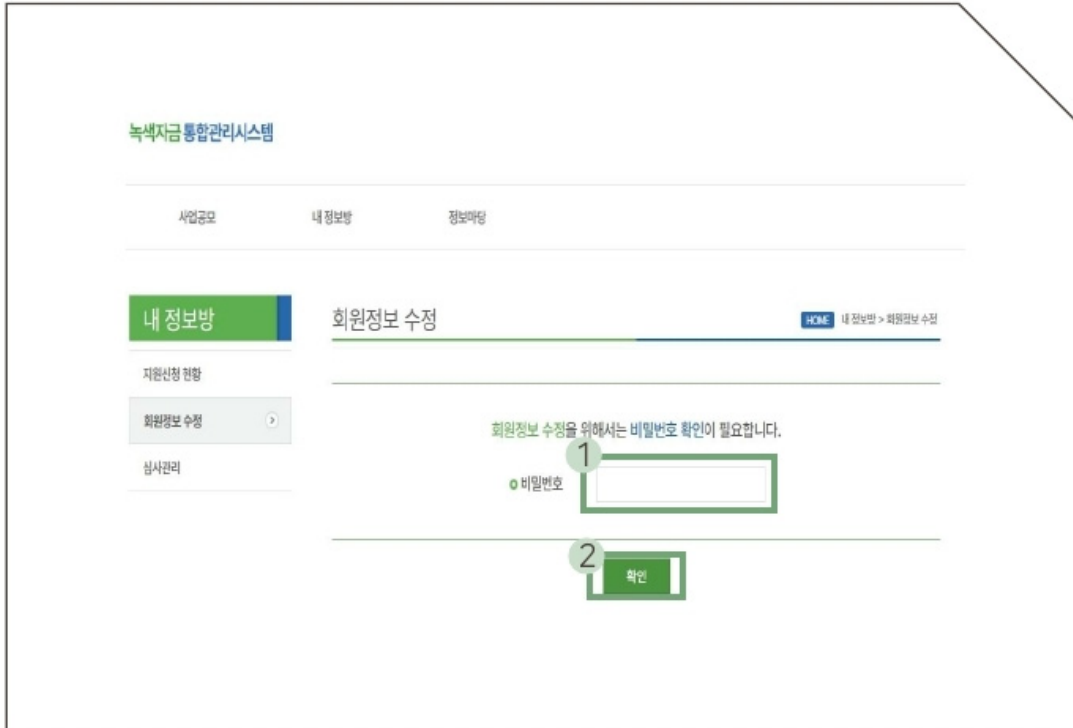 녹색자금 통합관리시스템
사업공모 내 정보방 정보마당
내 정보방
회원정보 수정
HOME 내 정보방 > 회원정보 수정
지원신청 현황
회원정보 수정
심사관리
회원정보 수정을 위해서는 비밀번호 확인이 필요합니다.
1
비밀번호
2
확인